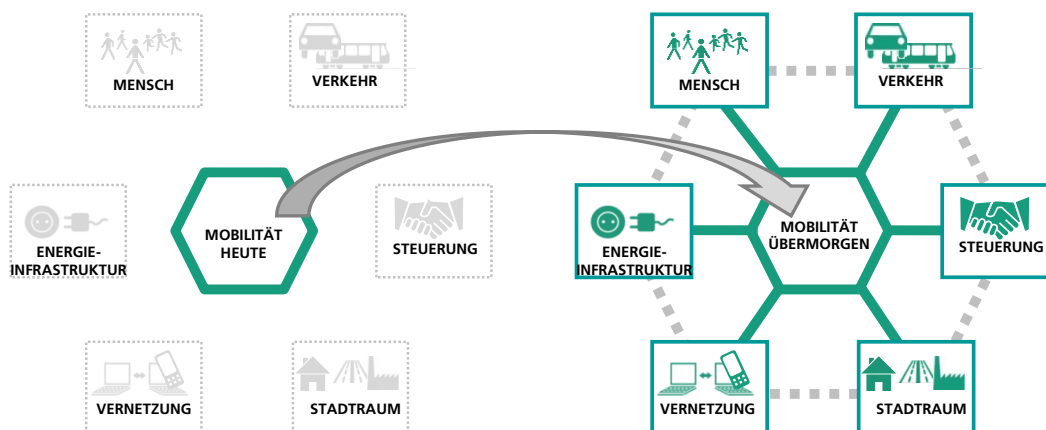 MENSCH
VERKEHR
MOBILITÄT
HEUTE
ENERGIE-
INFRASTRUKTUR
STEUERUNG
VERNETZUNG
STADTRAUM
MENSCH
VERKEHR
MOBILITÄT
ÜBERMORGEN
ENERGIE-
INFRASTRUKTUR
STEUERUNG
VERNETZUNG
STADTRAUM